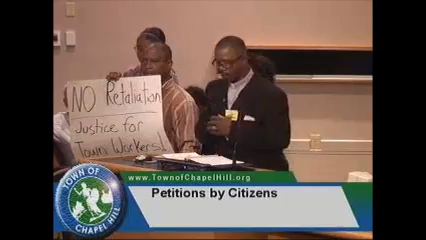 NO Retaliation
Justice for
Town Workers!
www.TownofChapelHill.org
Petitions by Citizens
TOWN OF
CHAPEL HILL